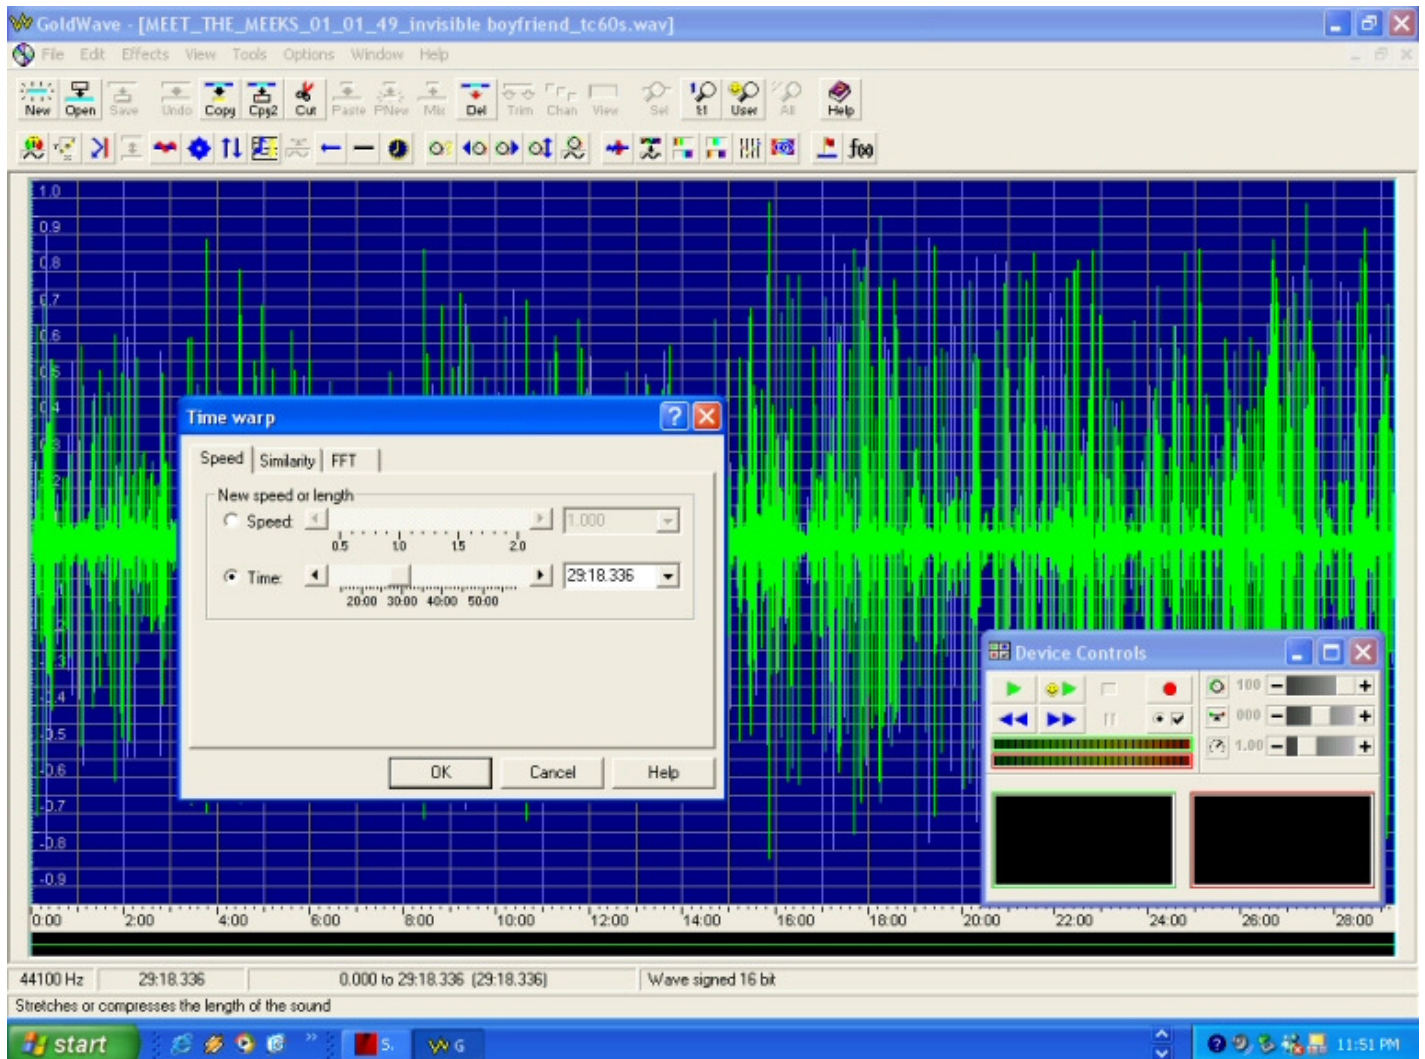 GoldWave - [MEET_THE_MEEKS_01_01_49_invisible boyfriend_tc60s.wav]
File Edit Effects View Tools Options Window Help
New Open Save Undo Copy Cpy2 Cut Paste PNew Mix Del Trim Chan View Sel 1:1 User All Help
f(x)
1.0
0.9
0.8
0.7
0.6
0.5
0.4
0.3
Time warp
Speed Similarity FFT
New speed or length
Speed: 1.000
0.5 1.0 1.5 2.0
Time: 29:18.336
20:00 30:00 40:00 50:00
OK Cancel Help
Device Controls
100
000
1.00
-0.5
-0.6
-0.7
-0.8
-0.9
0:00 2:00 4:00 6:00 8:00 10:00 12:00 14:00 16:00 18:00 20:00 22:00 24:00 26:00 28:00
44100 Hz 29:18.336 0.000 to 29:18.336 (29:18.336) Wave signed 16 bit
Stretches or compresses the length of the sound
start S. G 11:51 PM